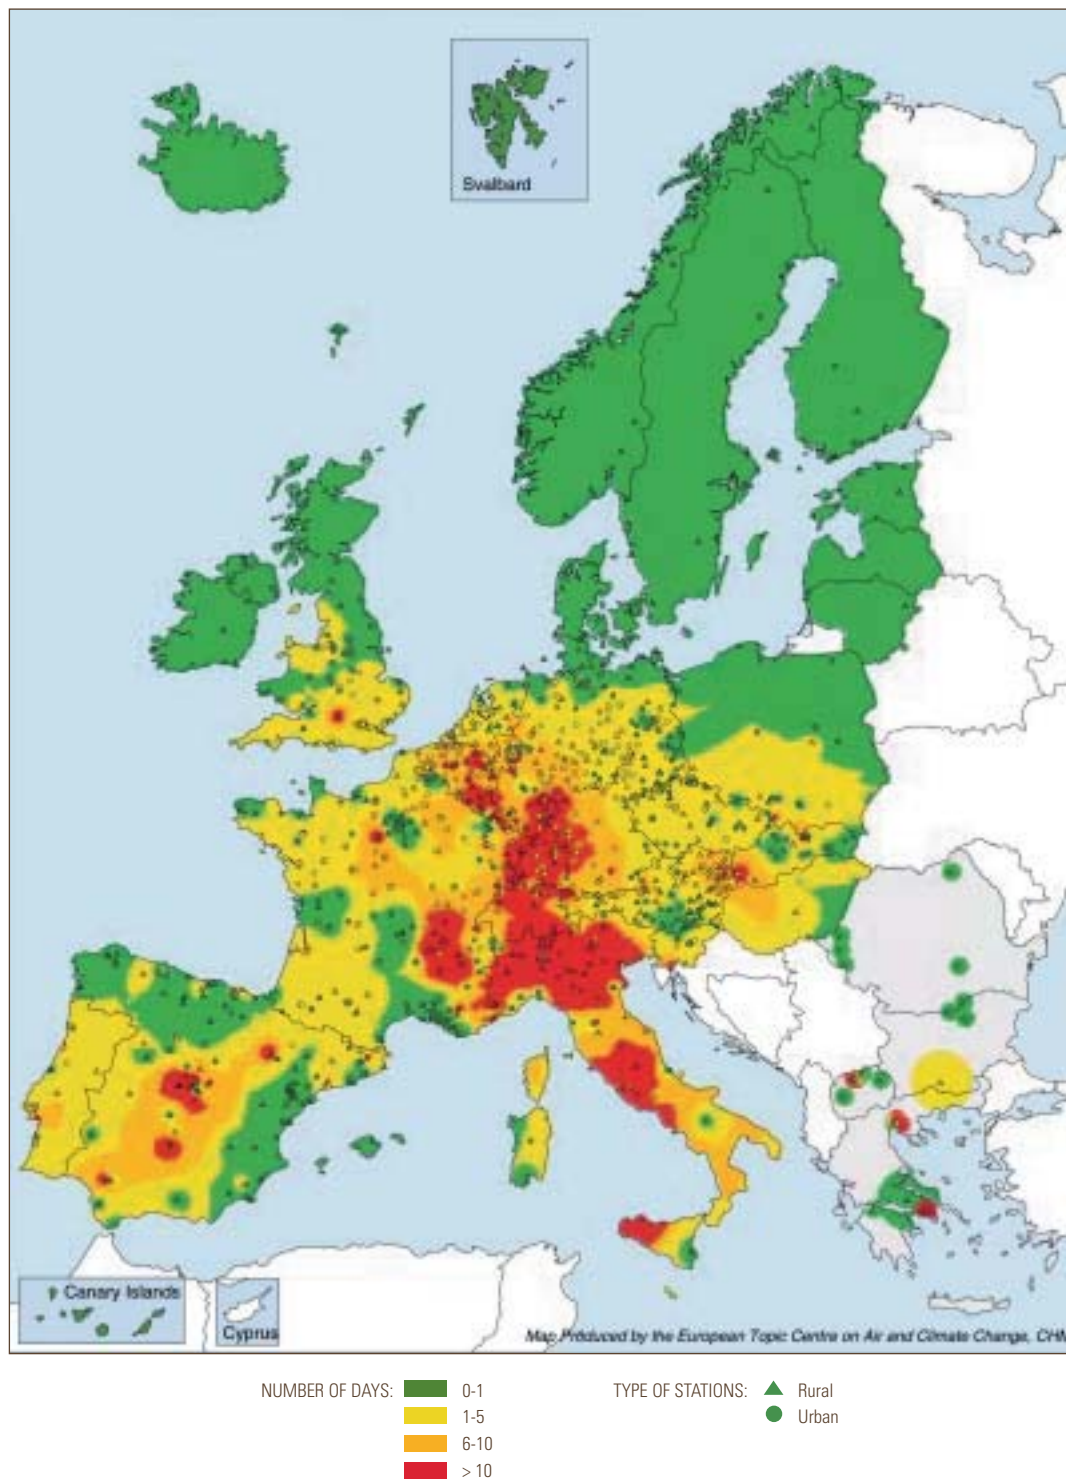 Svalbard
Canary Islands
Cyprus
Map Produced by the European Topic Centre on Air and Climate Change, CHM
NUMBER OF DAYS:
0-1
1-5
6-10
> 10
TYPE OF STATIONS:
Rural
Urban